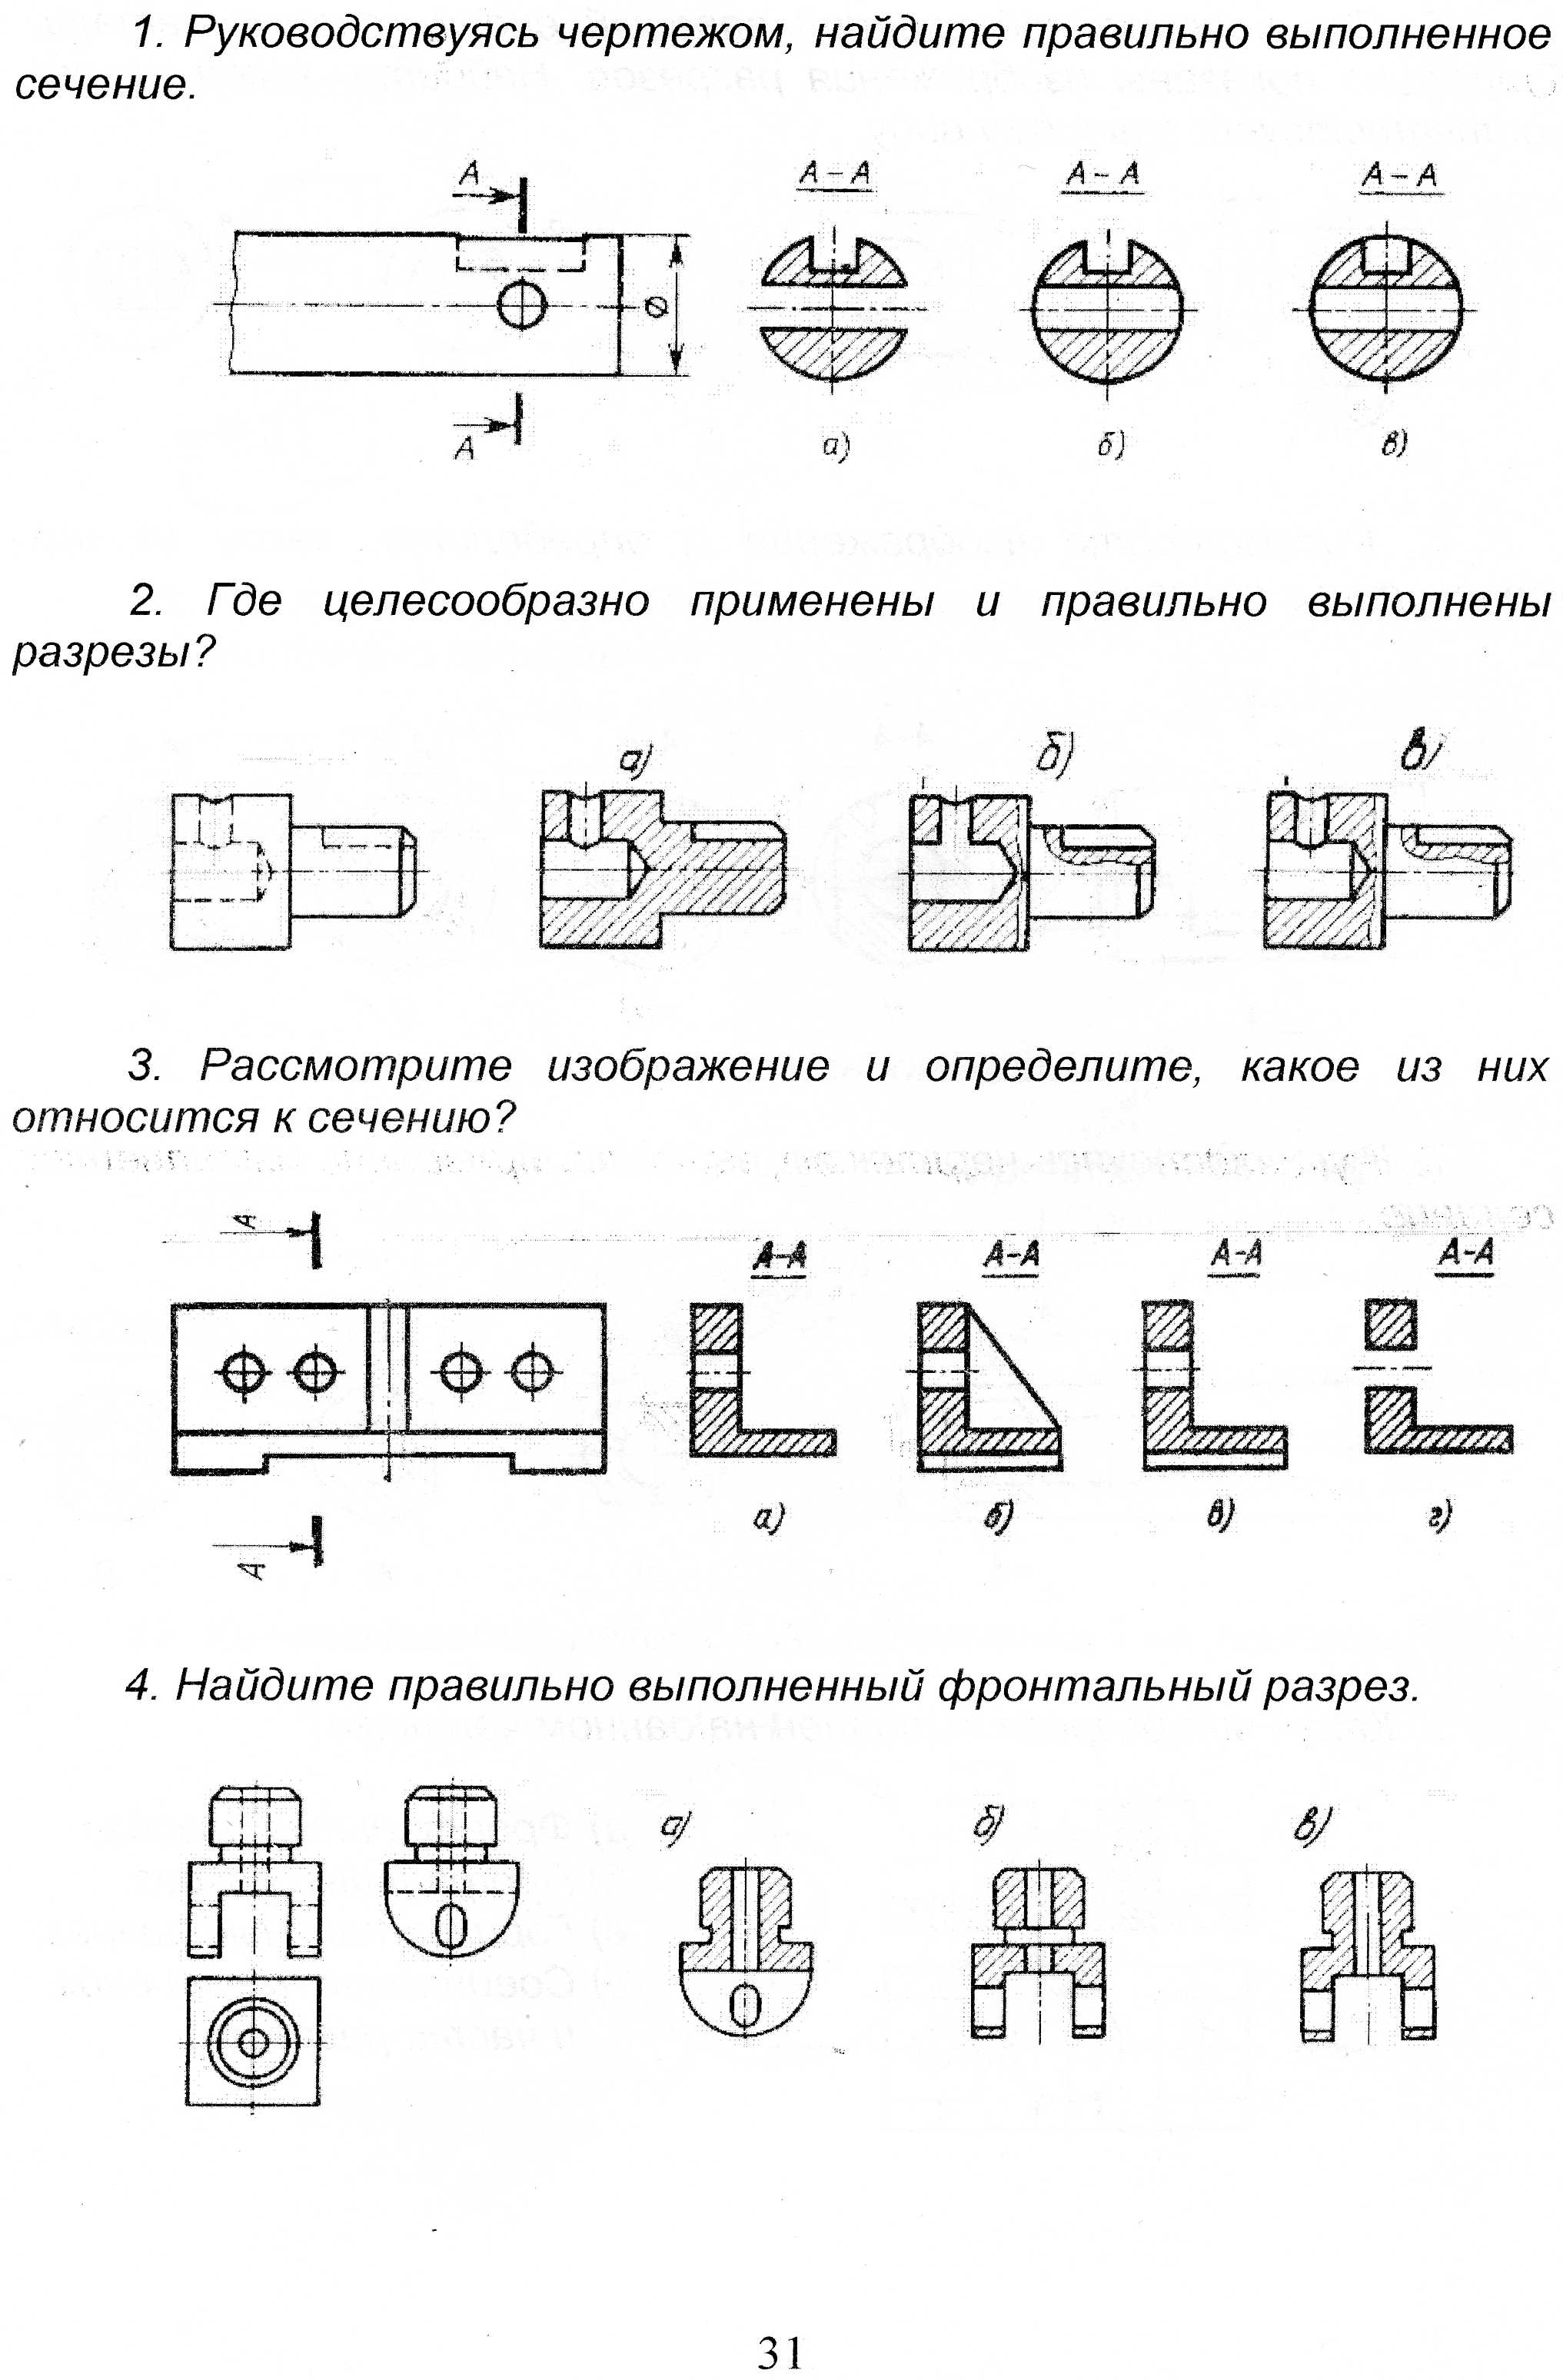 1. Руководствуясь чертежом, найдите правильно выполненное
сечение.
A A-A A-A A-A
Ø
A а) б) в)
2. Где целесообразно применены и правильно выполнены
разрезы?
а) б) в)
3. Рассмотрите изображение и определите, какое из них
относится к сечению?
A A-A A-A A-A A-A
A а) б) в) г)
4. Найдите правильно выполненный фронтальный разрез.
а) б) в)
31